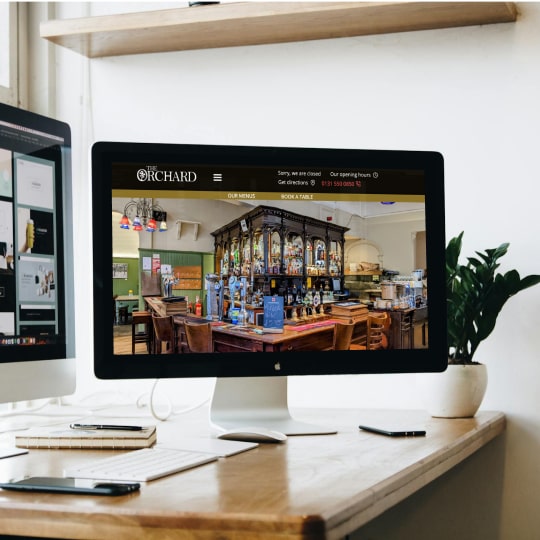 THE
ORCHARD
Sorry, we are closed
Our opening hours
Get directions
0131 550 0850
OUR MENUS
BOOK A TABLE